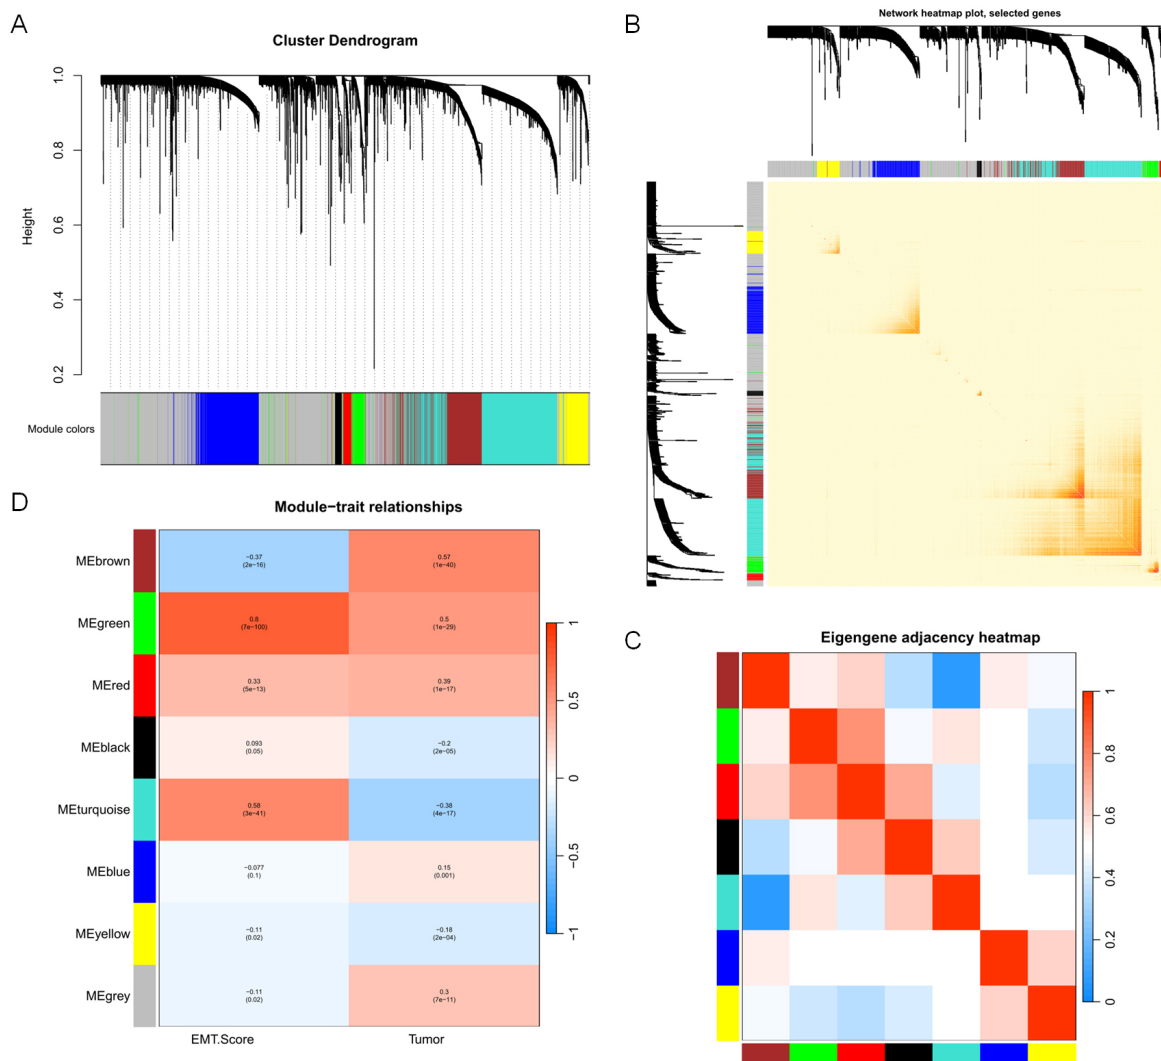 A
Cluster Dendrogram
Height
1.0
0.8
0.6
0.4
0.2
Module colors
B
Network heatmap plot, selected genes
D
Module−trait relationships
MEbrown
−0.37
(2e−16)
0.57
(1e−40)
MEgreen
0.8
(7e−100)
0.5
(1e−29)
MEred
0.33
(5e−13)
0.39
(1e−17)
MEblack
0.093
(0.05)
−0.2
(2e−05)
MEturquoise
0.58
(3e−41)
−0.38
(4e−17)
MEblue
−0.077
(0.1)
0.15
(0.001)
MEyellow
−0.11
(0.02)
−0.18
(2e−04)
MEgrey
−0.11
(0.02)
0.3
(7e−11)
EMT.Score
Tumor
1
0.5
0
−0.5
−1
C
Eigengene adjacency heatmap
1
0.8
0.6
0.4
0.2
0